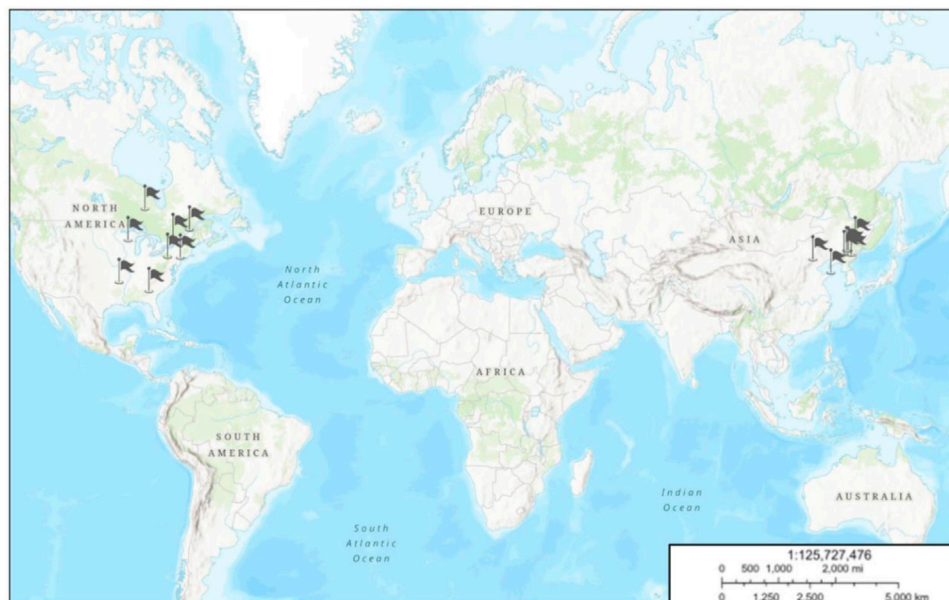 NORTH
AMERICA
EUROPE
ASIA
North
Atlantic
Ocean
AFRICA
SOUTH
AMERICA
Indian
Ocean
AUSTRALIA
South
Atlantic
Ocean
1:125,727,476
0 500 1,000 2,000 mi
0 1,250 2,500 5,000 km